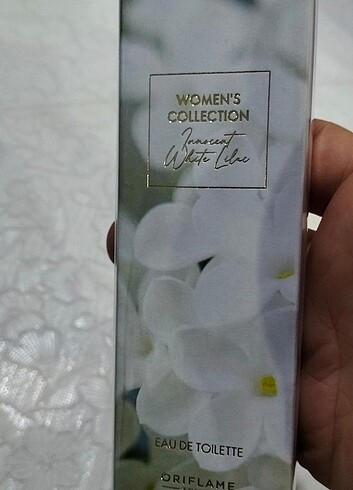 WOMEN'S
COLLECTION
Innocent
White Lilac
EAU DE TOILETTE
ORIFLAME